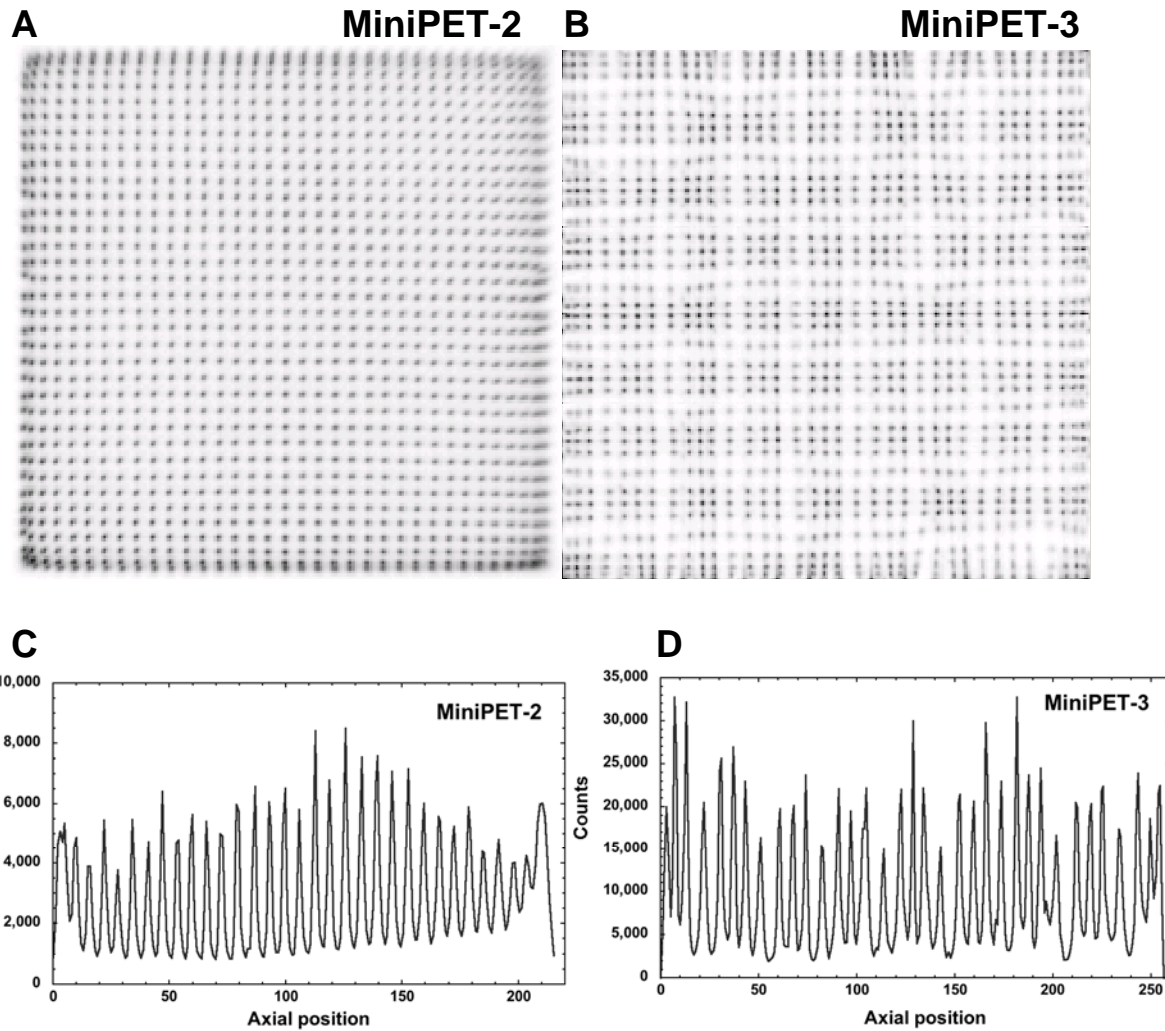 A MiniPET-2 B MiniPET-3
C D
MiniPET-2
10,000
8,000
6,000
4,000
2,000
0
0 50 100 150 200
Axial position
MiniPET-3
35,000
30,000
25,000
20,000
15,000
10,000
5,000
0
Counts
0 50 100 150 200 250
Axial position